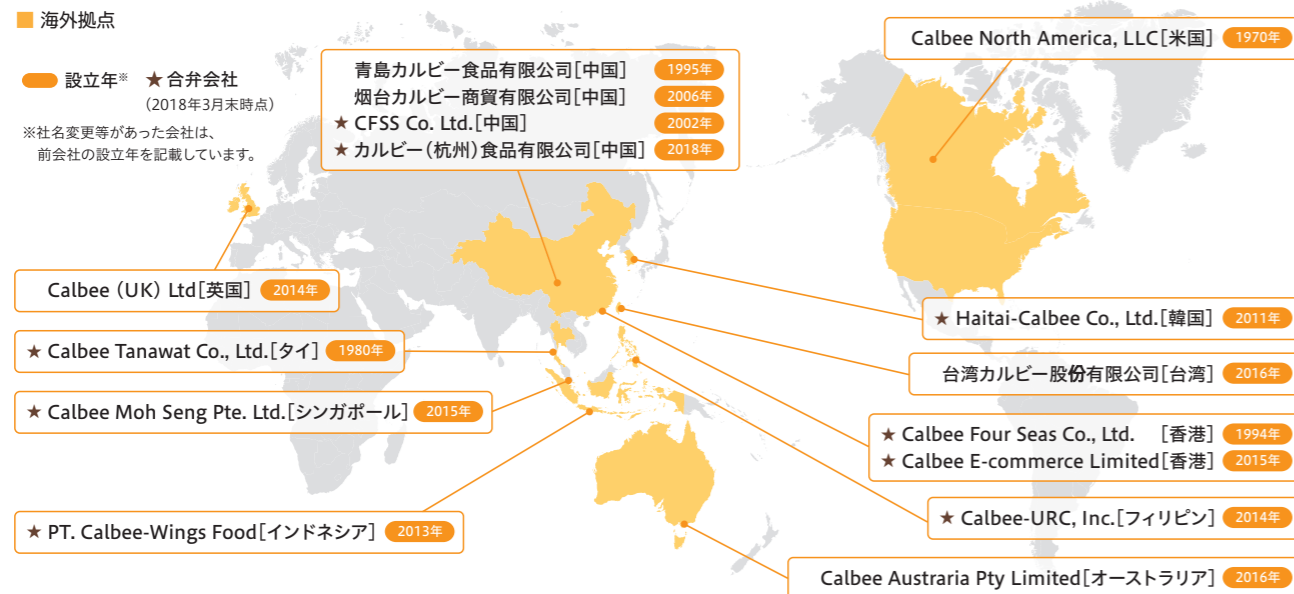 海外拠点
設立年※ ★合弁会社
(2018年3月末時点)
※社名変更等があった会社は、
前会社の設立年を記載しています。
青島カルビー食品有限公司[中国] 1995年
烟台カルビー商貿有限公司[中国] 2006年
★ CFSS Co. Ltd.[中国] 2002年
★ カルビー(杭州)食品有限公司[中国] 2018年
Calbee North America, LLC[米国] 1970年
Calbee (UK) Ltd[英国] 2014年
★ Calbee Tanawat Co., Ltd.[タイ] 1980年
★ Calbee Moh Seng Pte. Ltd.[シンガポール] 2015年
★ PT. Calbee-Wings Food[インドネシア] 2013年
★ Haitai-Calbee Co., Ltd.[韓国] 2011年
台湾カルビー股份有限公司[台湾] 2016年
★ Calbee Four Seas Co., Ltd. [香港] 1994年
★ Calbee E-commerce Limited[香港] 2015年
★ Calbee-URC, Inc.[フィリピン] 2014年
Calbee Austraria Pty Limited[オーストラリア] 2016年